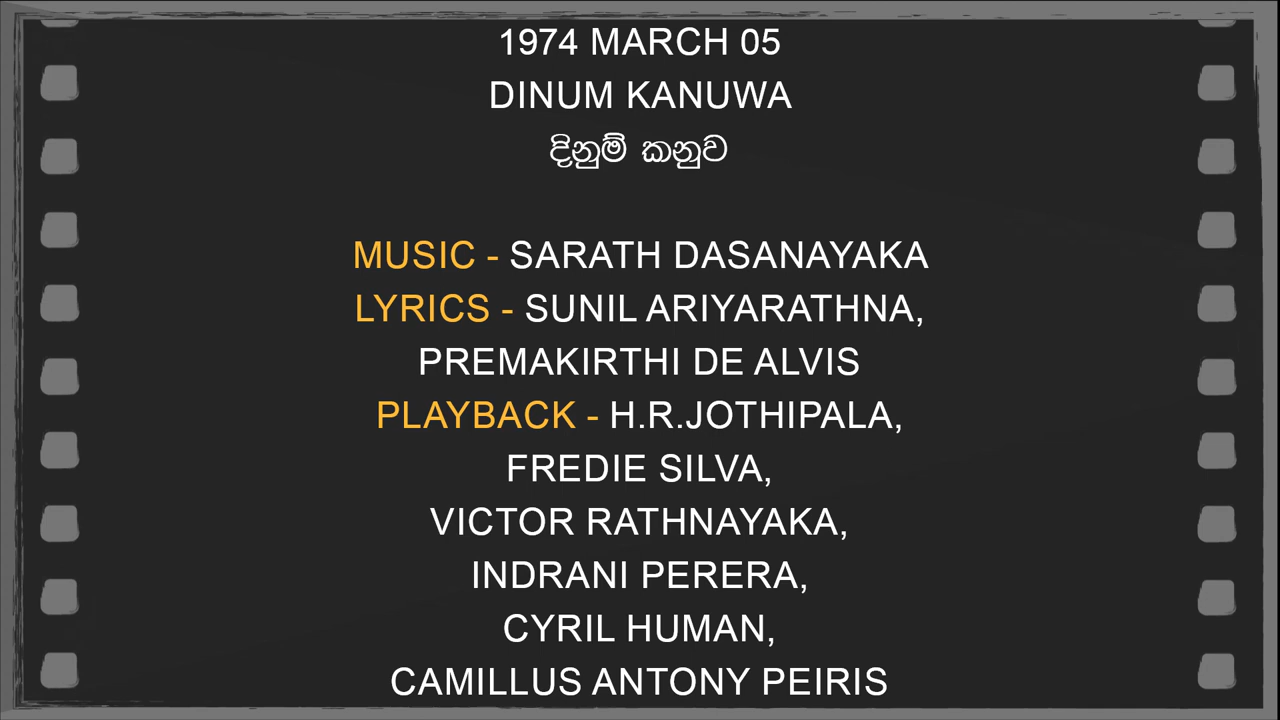 1974 MARCH 05
DINUM KANUWA
දිනුම් කනුව
MUSIC - SARATH DASANAYAKA
LYRICS - SUNIL ARIYARATHNA,
PREMAKIRTHI DE ALVIS
PLAYBACK - H.R.JOTHIPALA,
FREDIE SILVA,
VICTOR RATHNAYAKA,
INDRANI PERERA,
CYRIL HUMAN,
CAMILLUS ANTONY PEIRIS